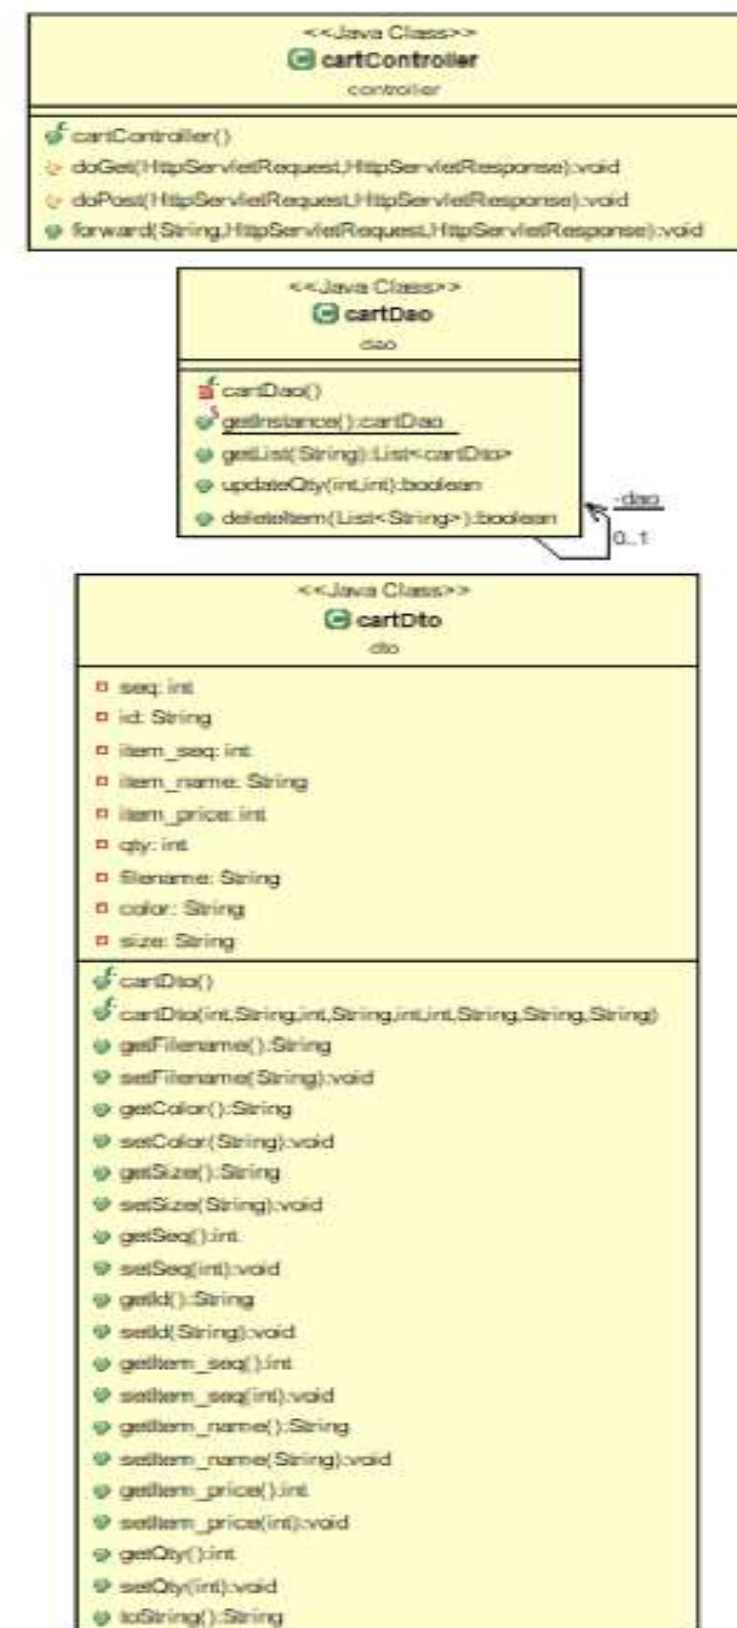 <<Java Class>>
cartController
controller
cartController()
doGet(HttpServletRequest,HttpServletResponse):void
doPost(HttpServletRequest,HttpServletResponse):void
forward(String,HttpServletRequest,HttpServletResponse):void
<<Java Class>>
cartDao
dao
cartDao()
getInstance():cartDao
getList(String):List<cartDto>
updateQty(int,int):boolean
deleteItem(List<String>):boolean
-dao
0..1
<<Java Class>>
cartDto
dto
seq: int
id: String
item_seq: int
item_name: String
item_price: int
qty: int
filename: String
color: String
size: String
cartDto()
cartDto(int,String,int,String,int,int,String,String,String)
getFilename():String
setFilename(String):void
getColor():String
setColor(String):void
getSize():String
setSize(String):void
getSeq():int
setSeq(int):void
getId():String
setId(String):void
getItem_seq():int
setItem_seq(int):void
getItem_name():String
setItem_name(String):void
getItem_price():int
setItem_price(int):void
getQty():int
setQty(int):void
toString():String